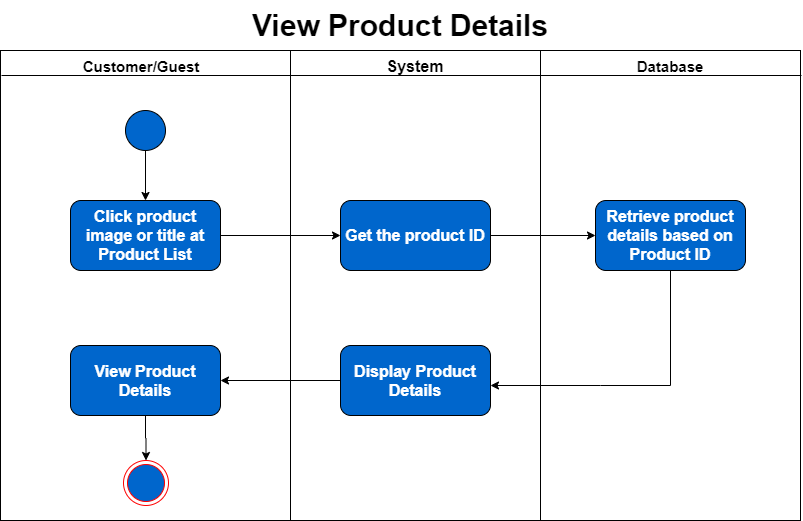 View Product Details
Customer/Guest
System
Database
Click product
image or title at
Product List
Get the product ID
Retrieve product
details based on
Product ID
View Product
Details
Display Product
Details